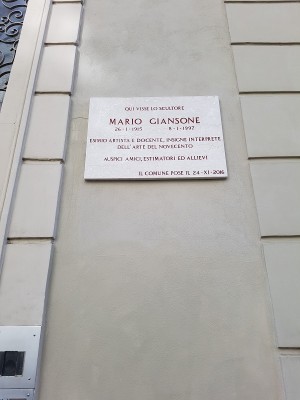 QUI VISSE LO SCULTORE
MARIO GIANSONE
26-1-1915 8-1-1997
ESIMIO ARTISTA E DOCENTE, INSIGNE INTERPRETE
DELL'ARTE DEL NOVECENTO
AUSPICI AMICI, ESTIMATORI ED ALLIEVI
IL COMUNE POSE IL 24-XI-2016